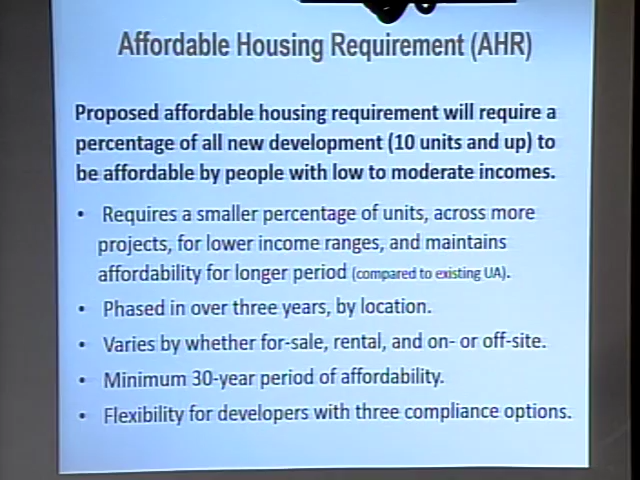 Affordable Housing Requirement (AHR)
Proposed affordable housing requirement will require a
percentage of all new development (10 units and up) to
be affordable by people with low to moderate incomes.
• Requires a smaller percentage of units, across more
projects, for lower income ranges, and maintains
affordability for longer period (compared to existing UA).
• Phased in over three years, by location.
• Varies by whether for-sale, rental, and on- or off-site.
• Minimum 30-year period of affordability.
• Flexibility for developers with three compliance options.